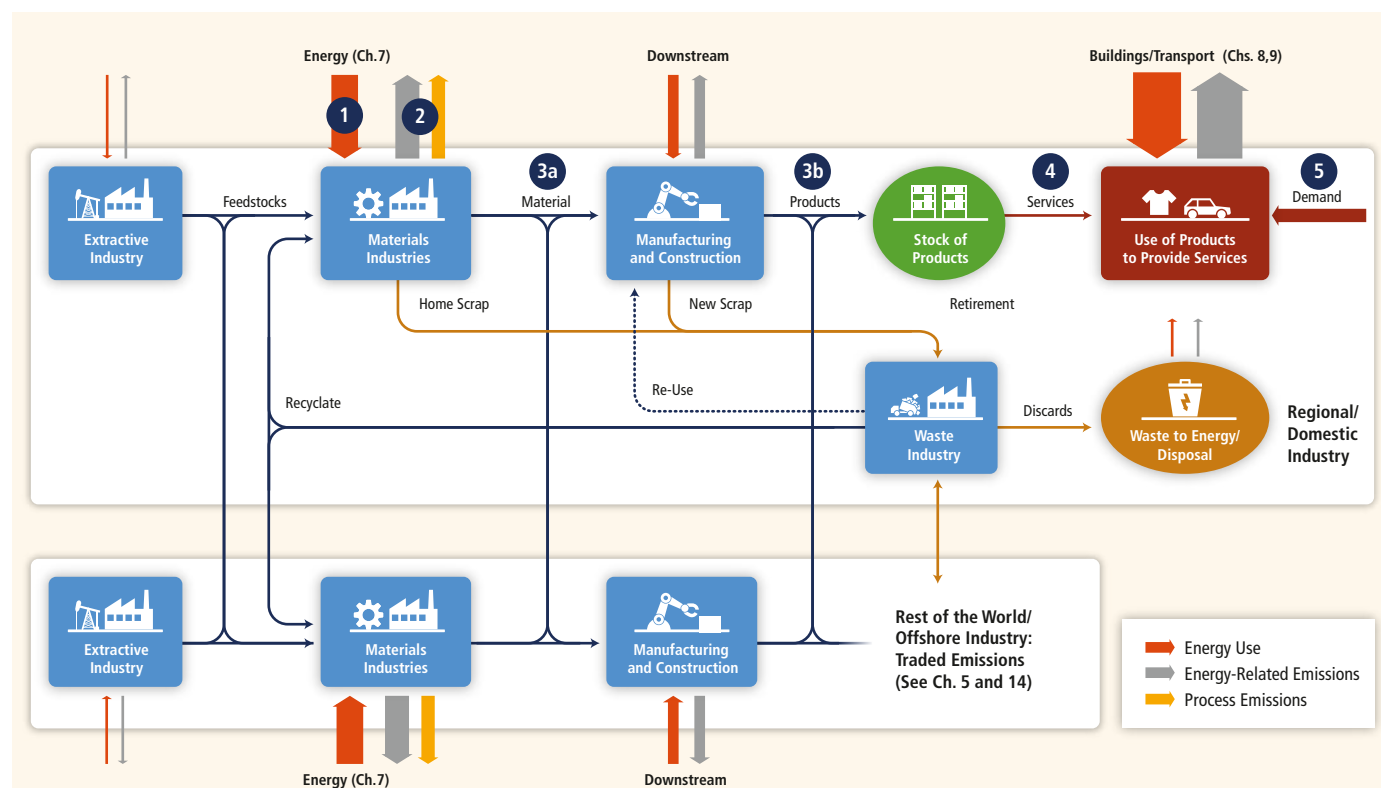 Energy (Ch.7)
Downstream
Buildings/Transport (Chs. 8,9)
1
2
3a
3b
4
5
Feedstocks
Material
Products
Services
Demand
Extractive
Industry
Materials
Industries
Manufacturing
and Construction
Stock of
Products
Use of Products
to Provide Services
Home Scrap
New Scrap
Retirement
Re-Use
Recyclate
Discards
Waste
Industry
Waste to Energy/
Disposal
Regional/
Domestic
Industry
Extractive
Industry
Materials
Industries
Manufacturing
and Construction
Rest of the World/
Offshore Industry:
Traded Emissions
(See Ch. 5 and 14)
Energy Use
Energy-Related Emissions
Process Emissions
Energy (Ch.7)
Downstream